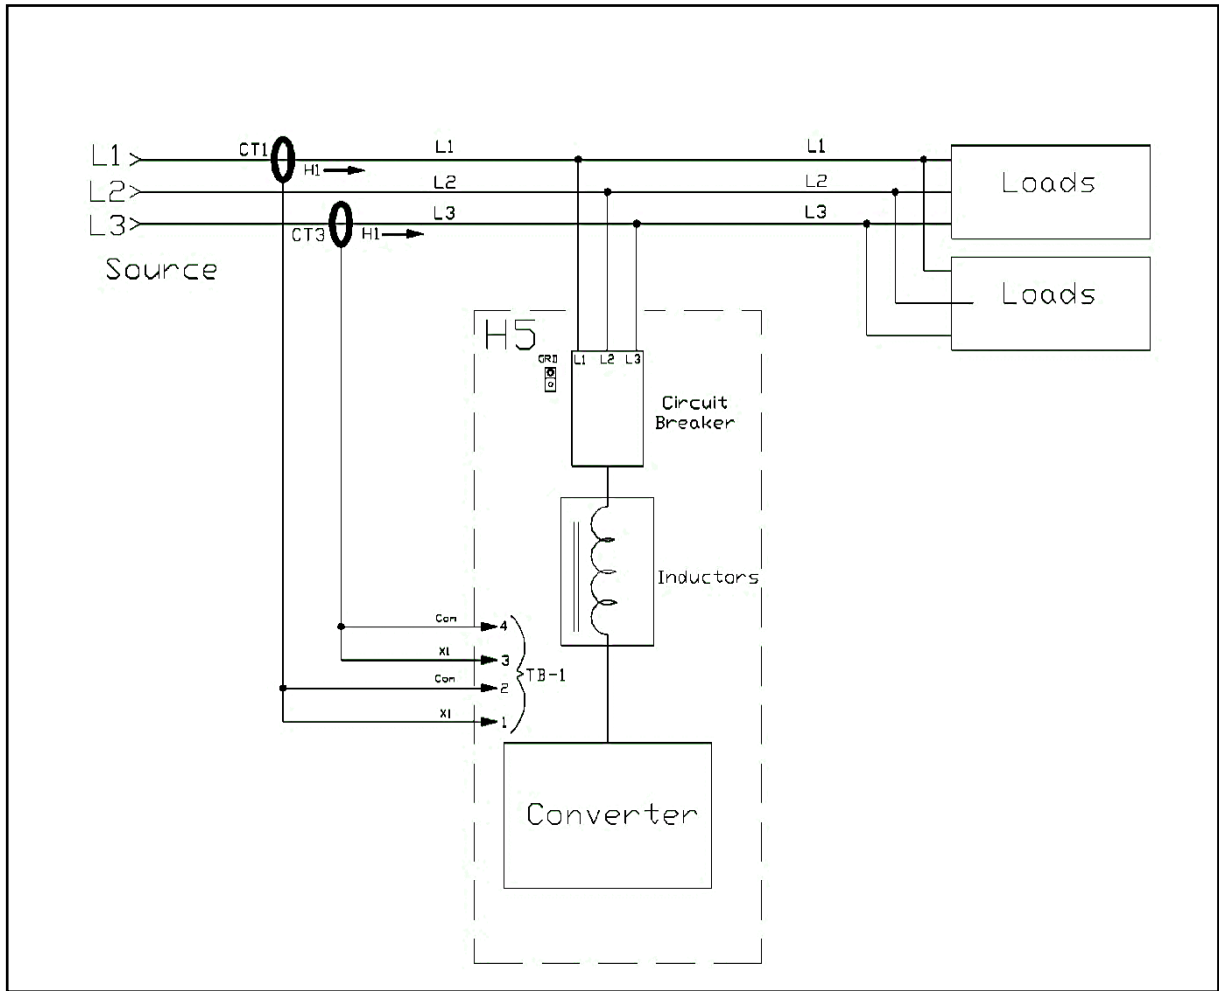 L1 CT1 H1 L1 L1
L2 L2 L2
L3 CT3 H1 L3 L3
Source
Loads
Loads
H5
GRD
L1 L2 L3
Circuit
Breaker
Inductors
Com 4
X1 3
TB-1
Com 2
X1 1
Converter